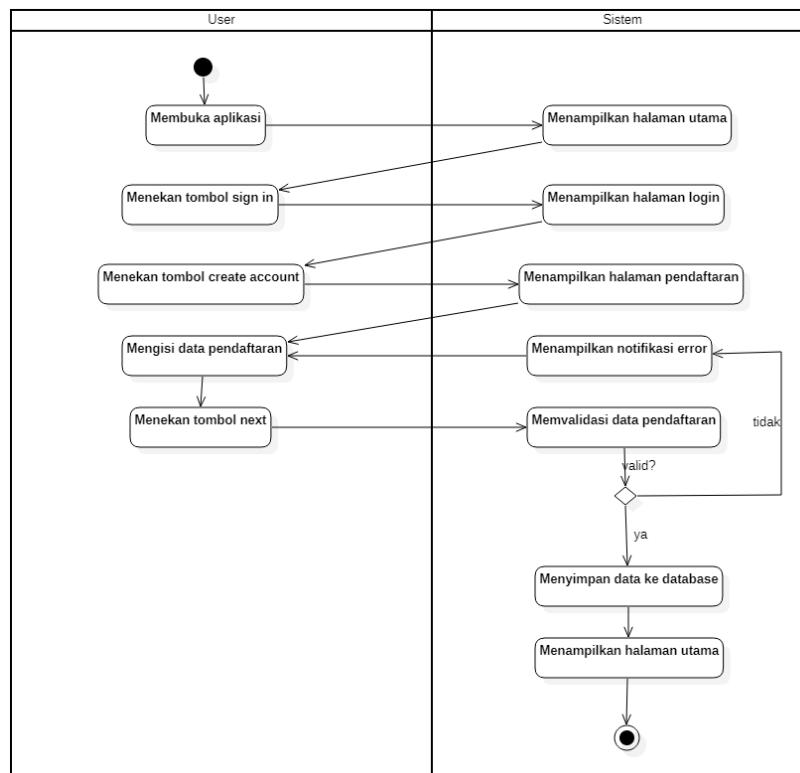 User
Sistem
Membuka aplikasi
Menampilkan halaman utama
Menekan tombol sign in
Menampilkan halaman login
Menekan tombol create account
Menampilkan halaman pendaftaran
Mengisi data pendaftaran
Menampilkan notifikasi error
Menekan tombol next
Memvalidasi data pendaftaran
tidak
valid?
ya
Menyimpan data ke database
Menampilkan halaman utama